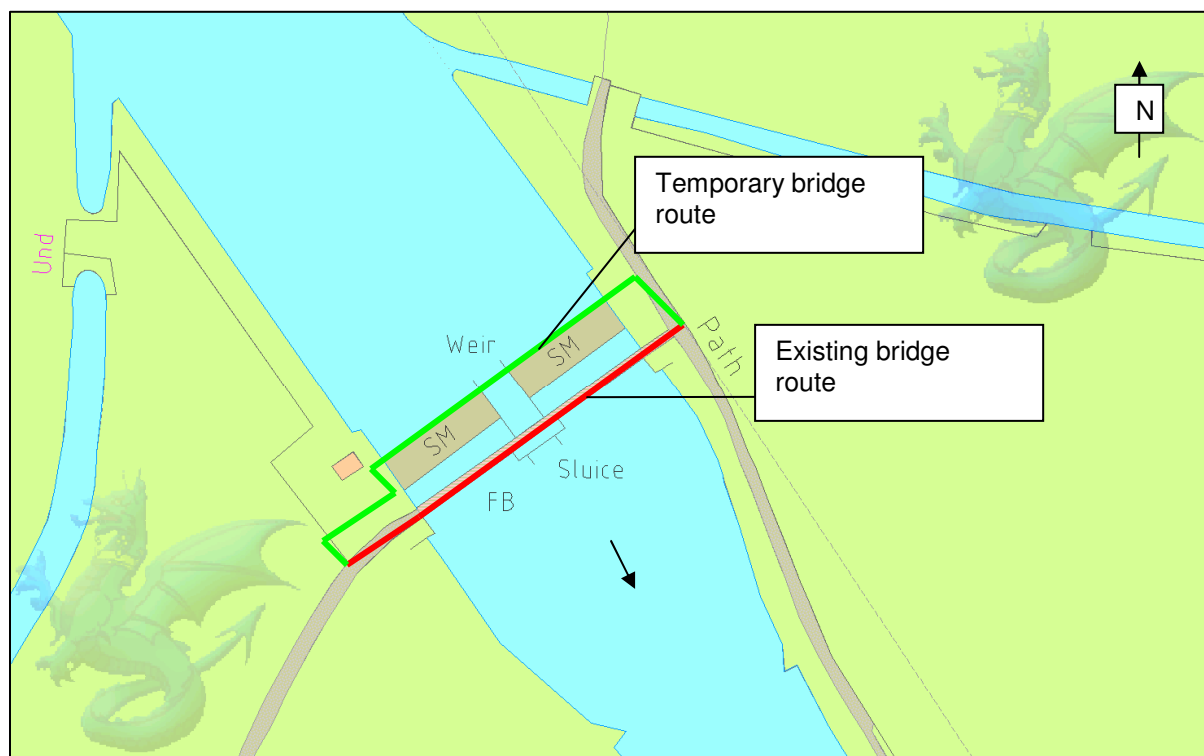 N
Temporary bridge
route
Und
Weir
SM
Path
Existing bridge
route
SM
Sluice
FB